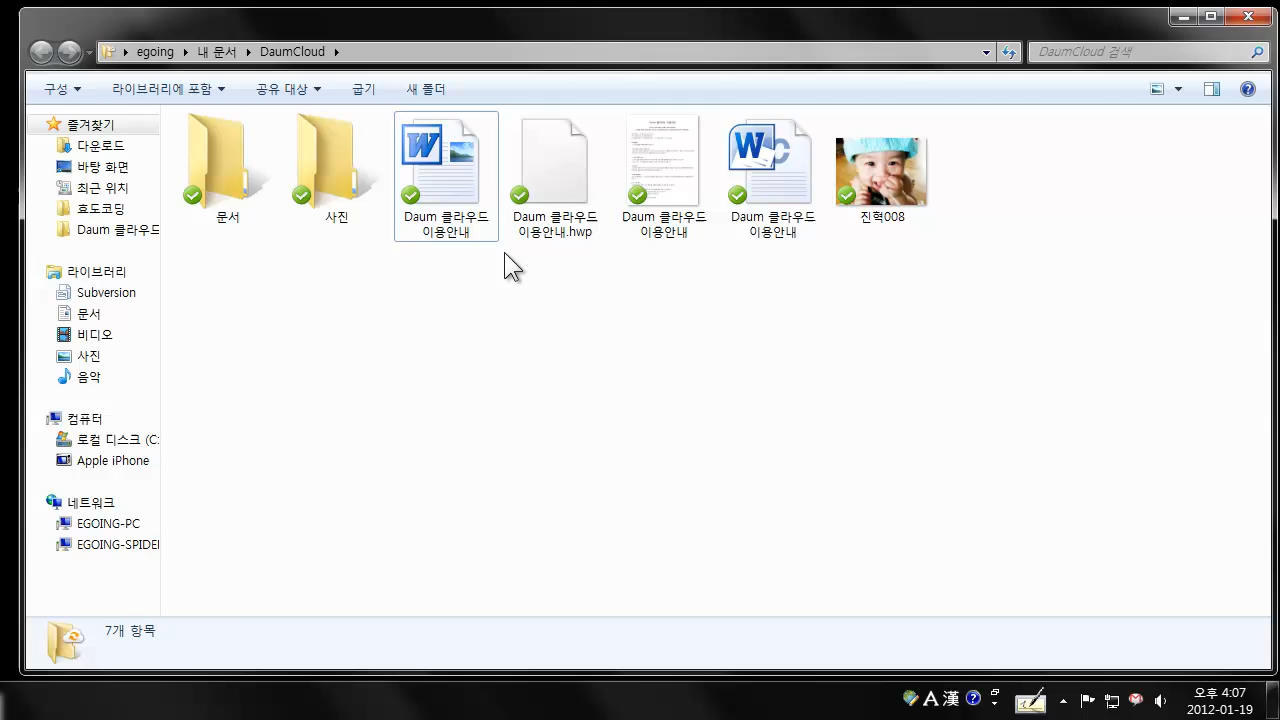 egoing ▸ 내 문서 ▸ DaumCloud ▸
DaumCloud 검색
구성 라이브러리에 포함 공유 대상 굽기 새 폴더
즐겨찾기
다운로드
바탕 화면
최근 위치
효도코딩
Daum 클라우드
라이브러리
Subversion
문서
비디오
사진
음악
컴퓨터
로컬 디스크 (C:
Apple iPhone
네트워크
EGOING-PC
EGOING-SPIDER
문서
사진
Daum 클라우드
이용안내
Daum 클라우드
이용안내.hwp
Daum 클라우드
이용안내
Daum 클라우드
이용안내
진혁008
7개 항목
A 漢
오후 4:07
2012-01-19